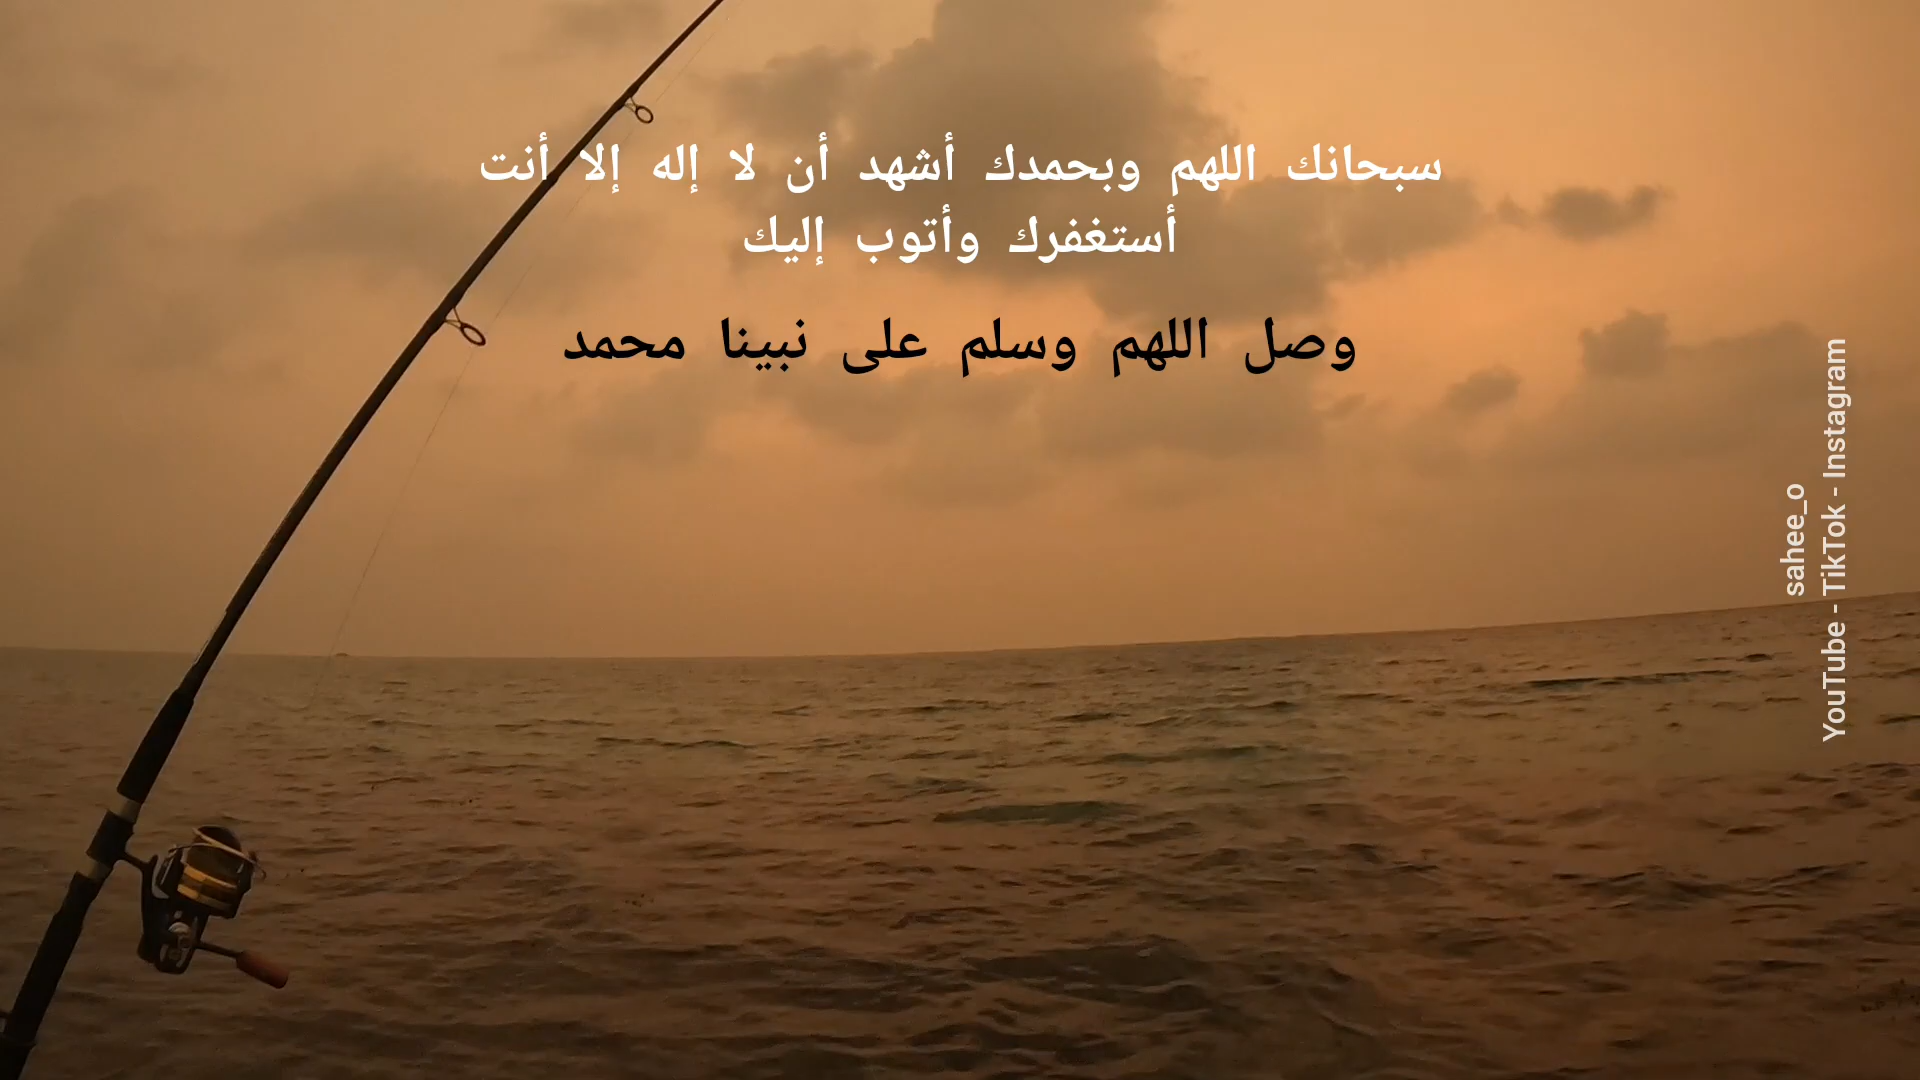 سبحانك اللهم وبحمدك أشهد أن لا إله إلا أنت
أستغفرك وأتوب إليك
وصل اللهم وسلم على نبينا محمد
sahee_o
YouTube - TikTok - Instagram